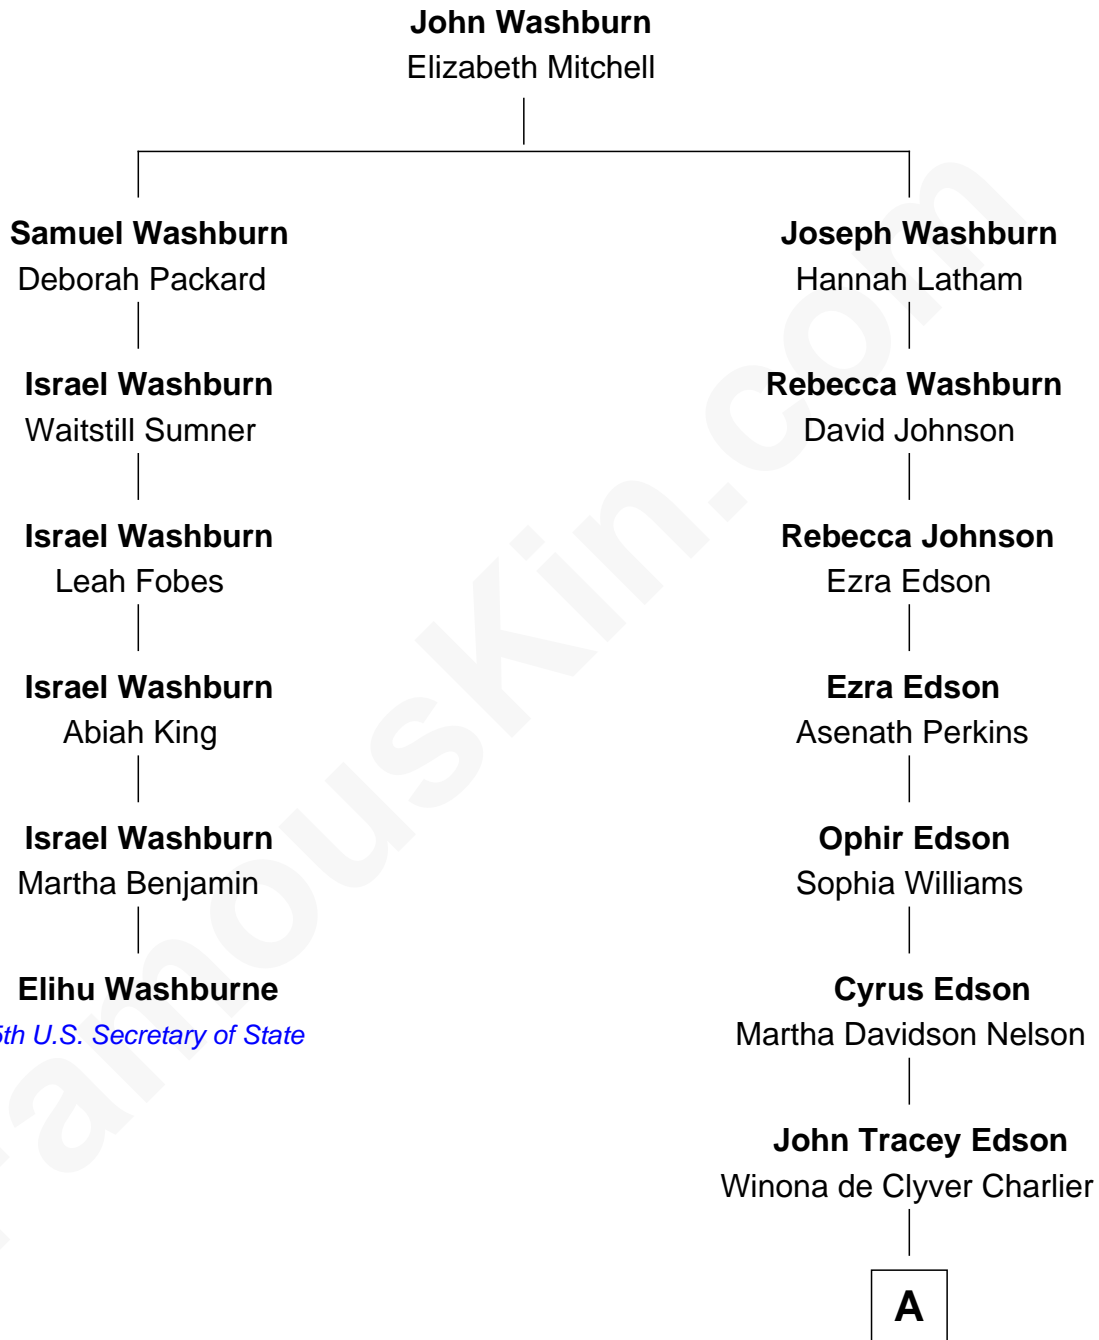 John Washburn
Elizabeth Mitchell
Samuel Washburn
Deborah Packard
Israel Washburn
Waitstill Sumner
Israel Washburn
Leah Fobes
Israel Washburn
Abiah King
Israel Washburn
Martha Benjamin
Elihu Washburne
5th U.S. Secretary of State
Joseph Washburn
Hannah Latham
Rebecca Washburn
David Johnson
Rebecca Johnson
Ezra Edson
Ezra Edson
Asenath Perkins
Ophir Edson
Sophia Williams
Cyrus Edson
Martha Davidson Nelson
John Tracey Edson
Winona de Clyver Charlier
A
FamousKin.com